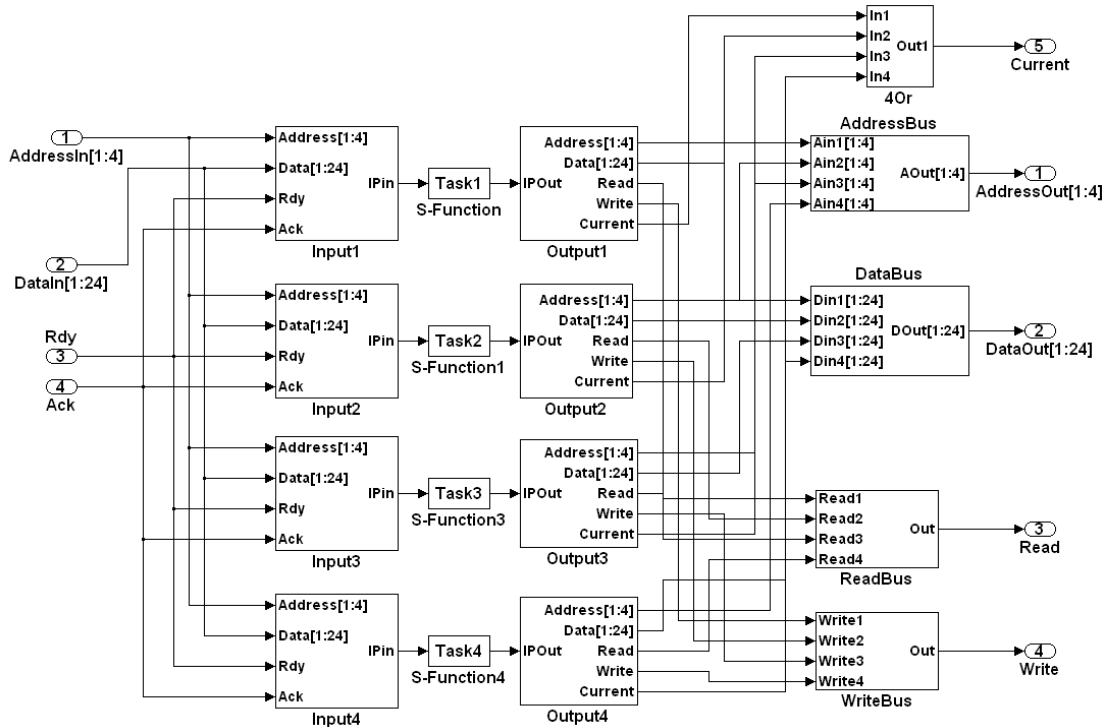 In1
In2
In3
In4
Out1
4Or
5
Current
1
AddressIn[1:4]
2
DataIn[1:24]
Rdy
3
4
Ack
Address[1:4]
Data[1:24]
Rdy
Ack
IPin
Input1
Task1
S-Function
IPOut
Address[1:4]
Data[1:24]
Read
Write
Current
Output1
AddressBus
Ain1[1:4]
Ain2[1:4]
Ain3[1:4]
Ain4[1:4]
AOut[1:4]
1
AddressOut[1:4]
Address[1:4]
Data[1:24]
Rdy
Ack
IPin
Input2
Task2
S-Function1
IPOut
Address[1:4]
Data[1:24]
Read
Write
Current
Output2
DataBus
Din1[1:24]
Din2[1:24]
Din3[1:24]
Din4[1:24]
DOut[1:24]
2
DataOut[1:24]
Address[1:4]
Data[1:24]
Rdy
Ack
IPin
Input3
Task3
S-Function3
IPOut
Address[1:4]
Data[1:24]
Read
Write
Current
Output3
Read1
Read2
Read3
Read4
Out
ReadBus
3
Read
Address[1:4]
Data[1:24]
Rdy
Ack
IPin
Input4
Task4
S-Function4
IPOut
Address[1:4]
Data[1:24]
Read
Write
Current
Output4
Write1
Write2
Write3
Write4
Out
WriteBus
4
Write